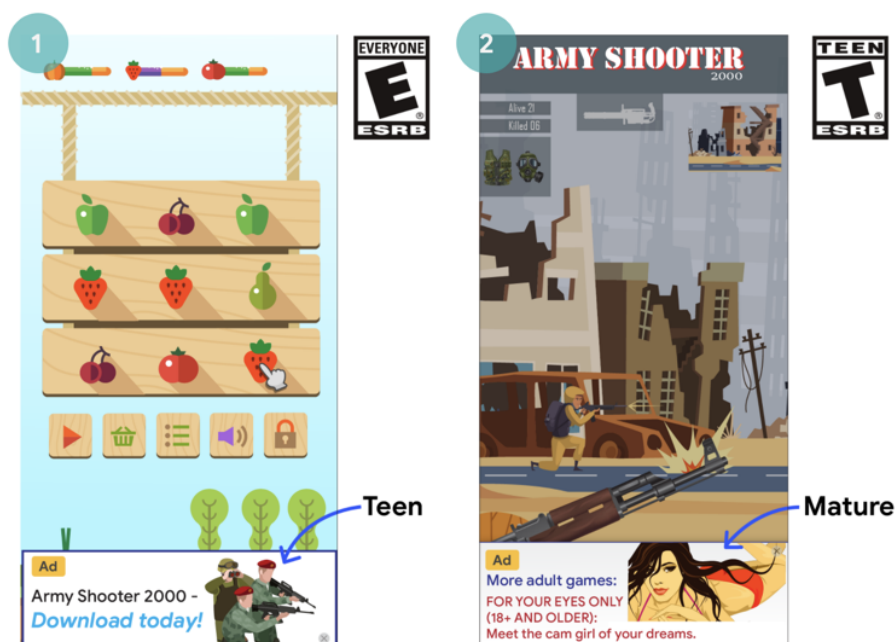 1
EVERYONE
E
®
ESRB
Teen
Ad
Army Shooter 2000 -
Download today!
2
ARMY SHOOTER
2000
TEEN
T
®
ESRB
Alive 21
Killed 06
Mature
Ad
More adult games:
FOR YOUR EYES ONLY
(18+ AND OLDER):
Meet the cam girl of your dreams.